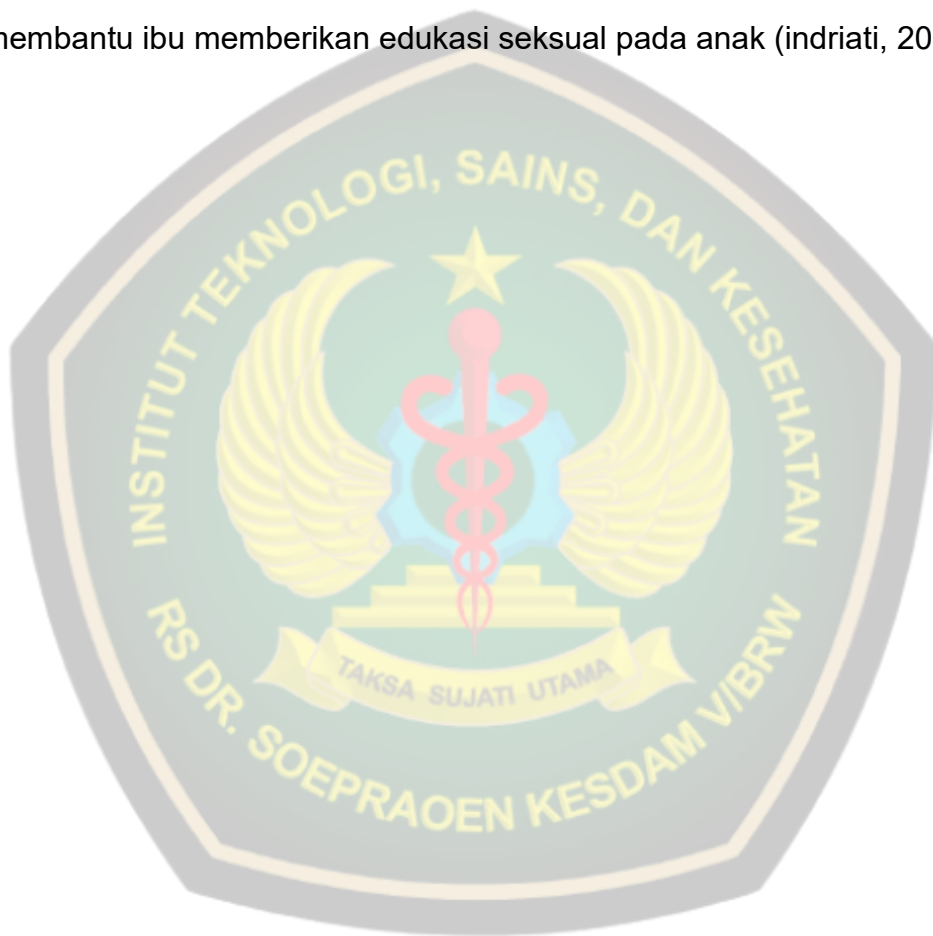 membantu ibu memberikan edukasi seksual pada anak (indriati, 20
INSTITUT TEKNOLOGI, SAINS, DAN KESEHATAN
TAKSA SUJATI UTAMA
RS DR. SOEPRAOEN KESDAM V/BRW